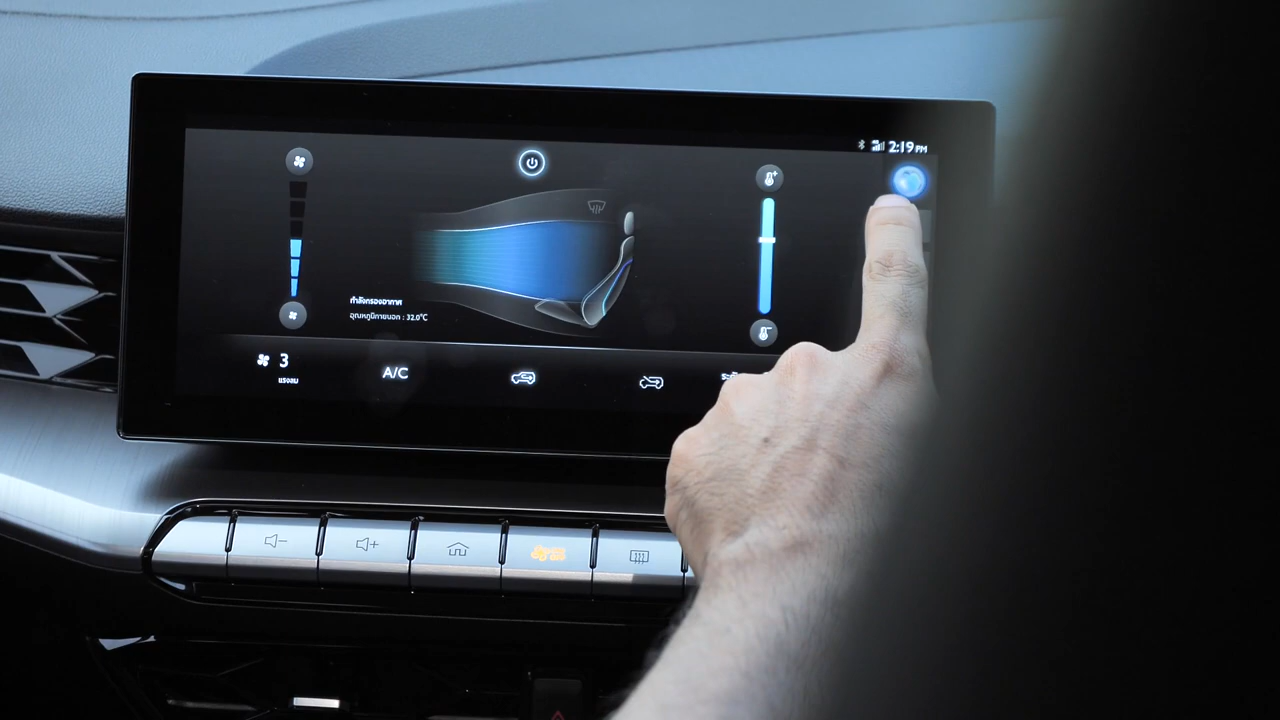 2:19 PM
กำลังกรองอากาศ
อุณหภูมิภายนอก : 32.0°C
3
แรงลม
A/C